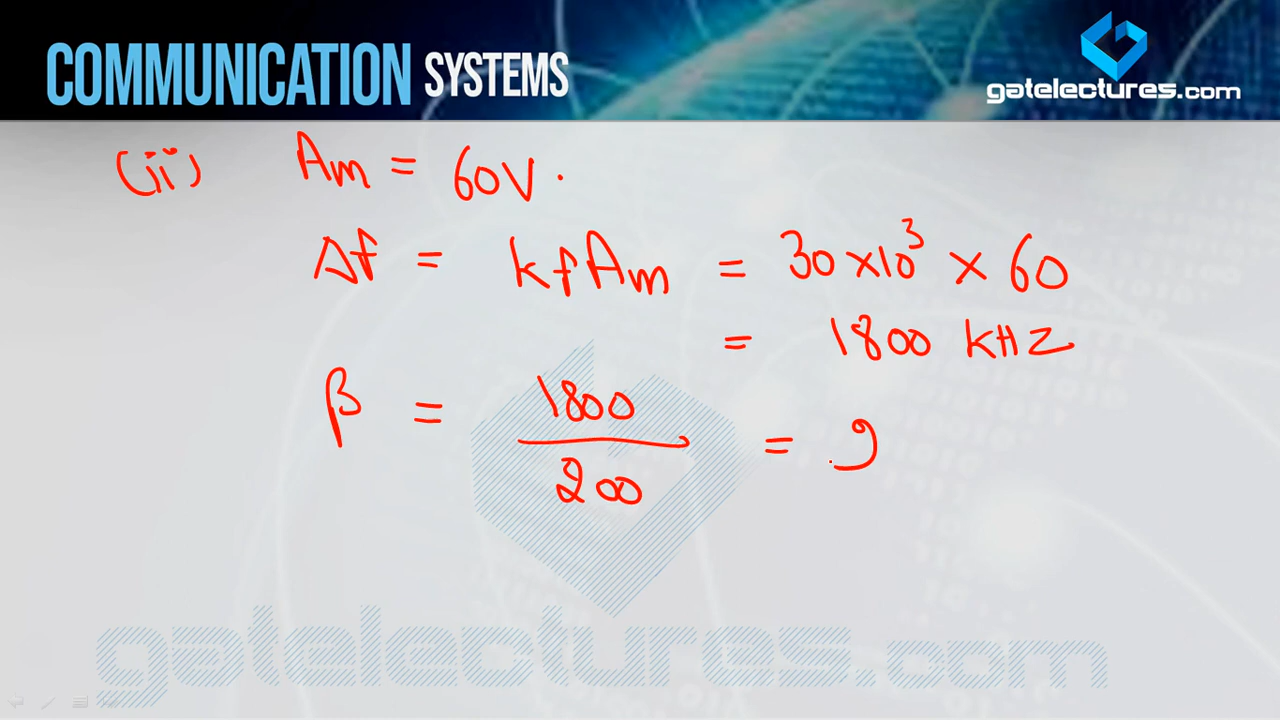 COMMUNICATION SYSTEMS
gatelectures.com
(ii) Am = 60V.
Δf = kfAm = 30×10³ × 60
= 1800 kHz
β = 1800/200 = 9
gatelectures.com